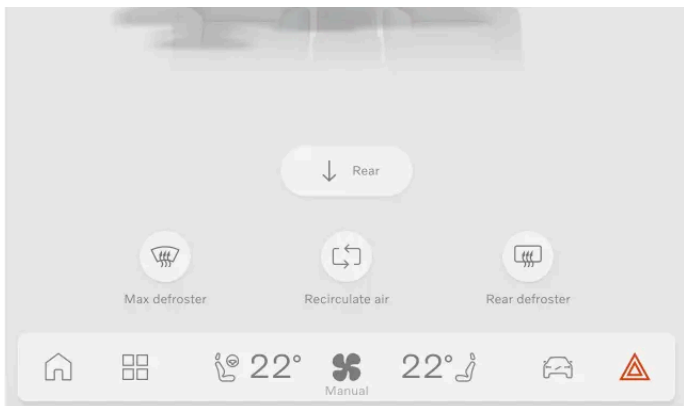 Rear
Max defroster
Recirculate air
Rear defroster
22°
22°
Manual